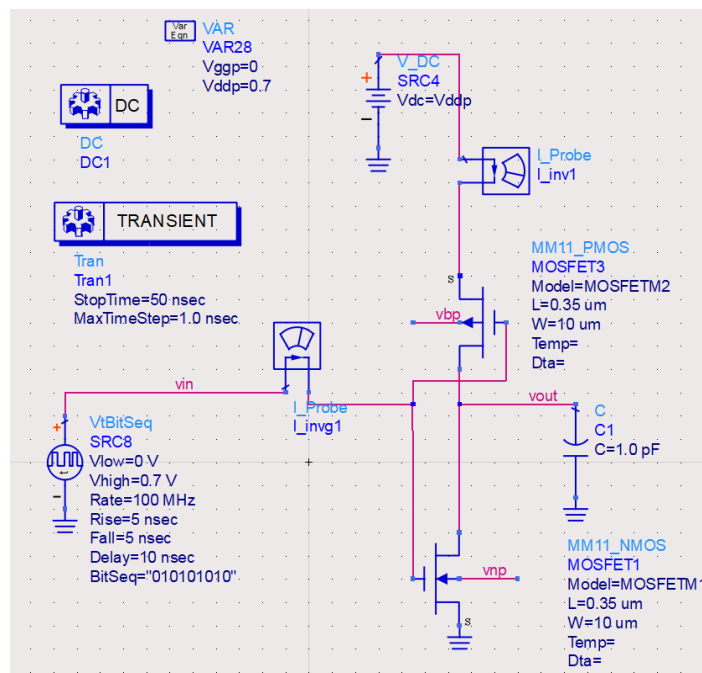 Var
Eqn
VAR
VAR28
Vggp=0
Vddp=0.7
V_DC
SRC4
Vdc=Vddp
+
−
DC
DC
DC1
I_Probe
I_inv1
TRANSIENT
Tran
Tran1
StopTime=50 nsec
MaxTimeStep=1.0 nsec
MM11_PMOS
MOSFET3
Model=MOSFETM2
L=0.35 um
W=10 um
Temp=
Dta=
s
vbp
vin
I_Probe
I_invg1
vout
C
C1
C=1.0 pF
+
−
t
VtBitSeq
SRC8
Vlow=0 V
Vhigh=0.7 V
Rate=100 MHz
Rise=5 nsec
Fall=5 nsec
Delay=10 nsec
BitSeq="010101010"
vnp
s
MM11_NMOS
MOSFET1
Model=MOSFETM1
L=0.35 um
W=10 um
Temp=
Dta=